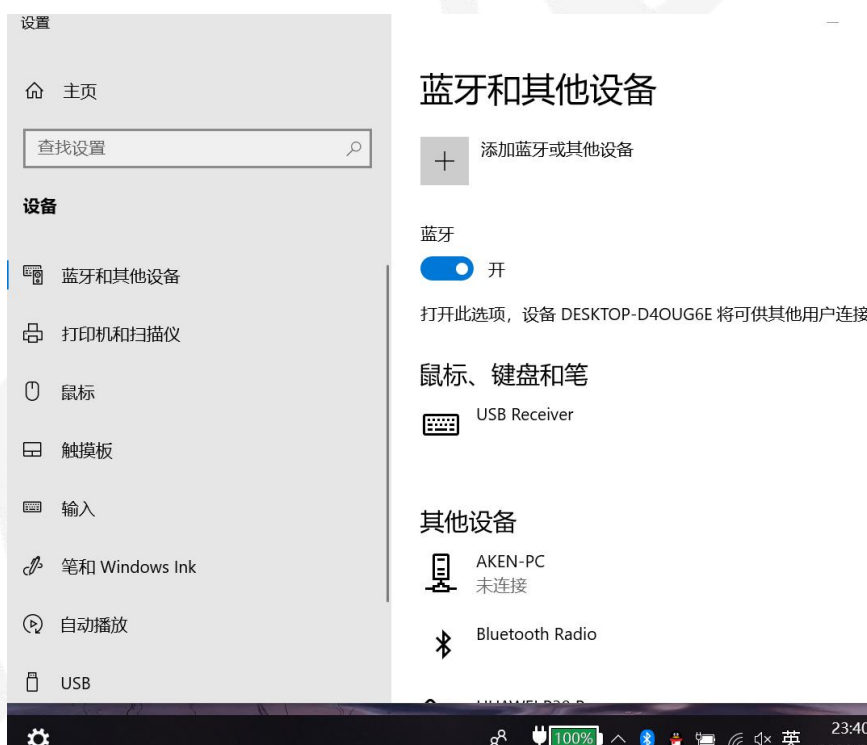 设置
主页
查找设置
设备
蓝牙和其他设备
打印机和扫描仪
鼠标
触摸板
输入
笔和 Windows Ink
自动播放
USB
蓝牙和其他设备
添加蓝牙或其他设备
蓝牙
开
打开此选项，设备 DESKTOP-D4OUG6E 将可供其他用户连接
鼠标、键盘和笔
USB Receiver
其他设备
AKEN-PC
未连接
Bluetooth Radio
100%
英
23:40